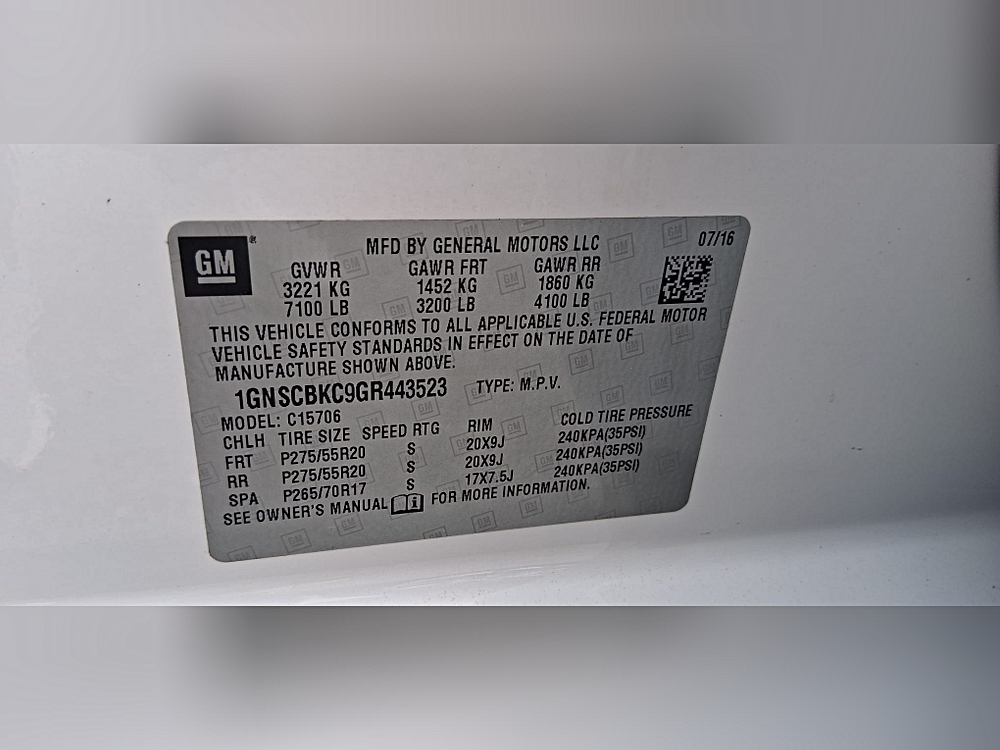 GM ®
MFD BY GENERAL MOTORS LLC 07/16
GVWR GAWR FRT GAWR RR
3221 KG 1452 KG 1860 KG
7100 LB 3200 LB 4100 LB
THIS VEHICLE CONFORMS TO ALL APPLICABLE U.S. FEDERAL MOTOR
VEHICLE SAFETY STANDARDS IN EFFECT ON THE DATE OF
MANUFACTURE SHOWN ABOVE.
1GNSCBKC9GR443523 TYPE: M.P.V.
MODEL: C15706
CHLH TIRE SIZE SPEED RTG RIM COLD TIRE PRESSURE
FRT P275/55R20 S 20X9J 240KPA(35PSI)
RR P275/55R20 S 20X9J 240KPA(35PSI)
SPA P265/70R17 S 17X7.5J 240KPA(35PSI)
SEE OWNER'S MANUAL FOR MORE INFORMATION.